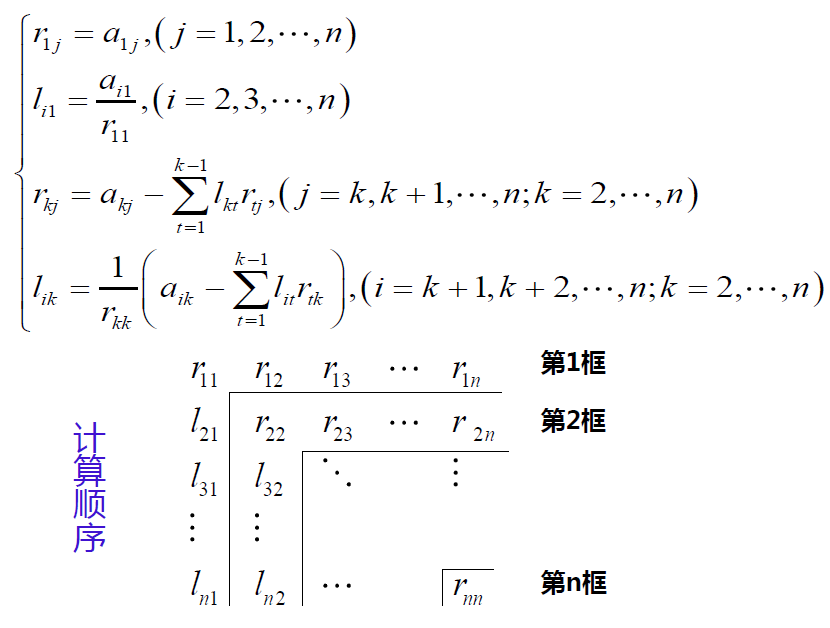 r_{1j} = a_{1j}, (j = 1, 2, ⋯, n)
l_{i1} = \frac{a_{i1}}{r_{11}}, (i = 2, 3, ⋯, n)
r_{kj} = a_{kj} − \sum_{t=1}^{k−1} l_{kt} r_{tj}, (j = k, k + 1, ⋯, n; k = 2, ⋯, n)
l_{ik} = \frac{1}{r_{kk}} ( a_{ik} − \sum_{t=1}^{k−1} l_{it} r_{tk} ), (i = k + 1, k + 2, ⋯, n; k = 2, ⋯, n)
r_{11} r_{12} r_{13} ⋯ r_{1n} 第1框
l_{21} r_{22} r_{23} ⋯ r_{2n} 第2框
l_{31} l_{32} ⋱ ⋮
⋮ ⋮
l_{n1} l_{n2} ⋯ r_{nn} 第n框
计算顺序